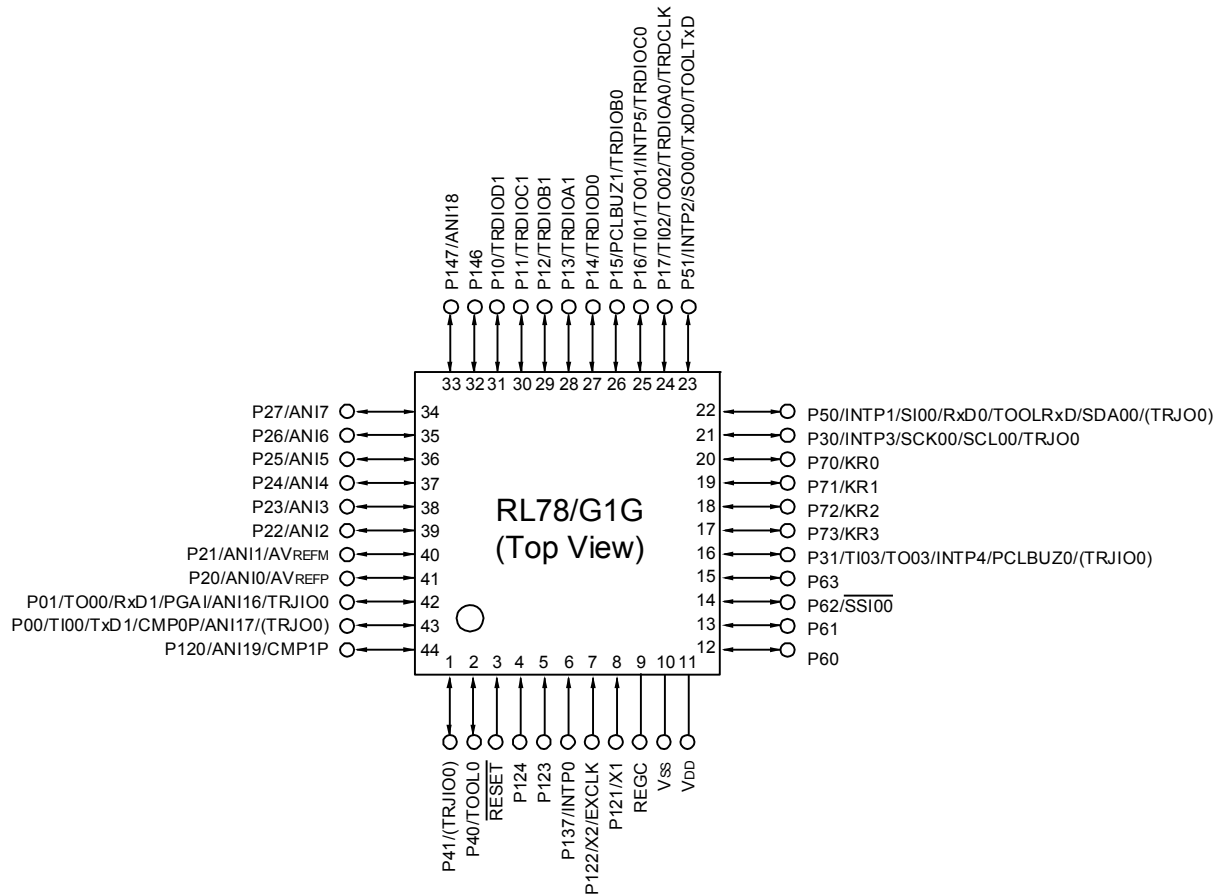 P147/ANI18
P146
P10/TRDIOD1
P11/TRDIOC1
P12/TRDIOB1
P13/TRDIOA1
P14/TRDIOD0
P15/PCLBUZ1/TRDIOB0
P16/TI01/TO01/INTP5/TRDIOC0
P17/TI02/TO02/TRDIOA0/TRDCLK
P51/INTP2/SO00/TxD0/TOOLTxD
33 32 31 30 29 28 27 26 25 24 23
P27/ANI7 34
P26/ANI6 35
P25/ANI5 36
P24/ANI4 37
P23/ANI3 38
P22/ANI2 39
P21/ANI1/AVREFM 40
P20/ANI0/AVREFP 41
P01/TO00/RxD1/PGAI/ANI16/TRJIO0 42
P00/TI00/TxD1/CMP0P/ANI17/(TRJO0) 43
P120/ANI19/CMP1P 44
RL78/G1G
(Top View)
22 P50/INTP1/SI00/RxD0/TOOLRxD/SDA00/(TRJO0)
21 P30/INTP3/SCK00/SCL00/TRJO0
20 P70/KR0
19 P71/KR1
18 P72/KR2
17 P73/KR3
16 P31/TI03/TO03/INTP4/PCLBUZ0/(TRJIO0)
15 P63
14 P62/SSI00
13 P61
12 P60
1 2 3 4 5 6 7 8 9 10 11
P41/(TRJIO0)
P40/TOOL0
RESET
P124
P123
P137/INTP0
P122/X2/EXCLK
P121/X1
REGC
VSS
VDD